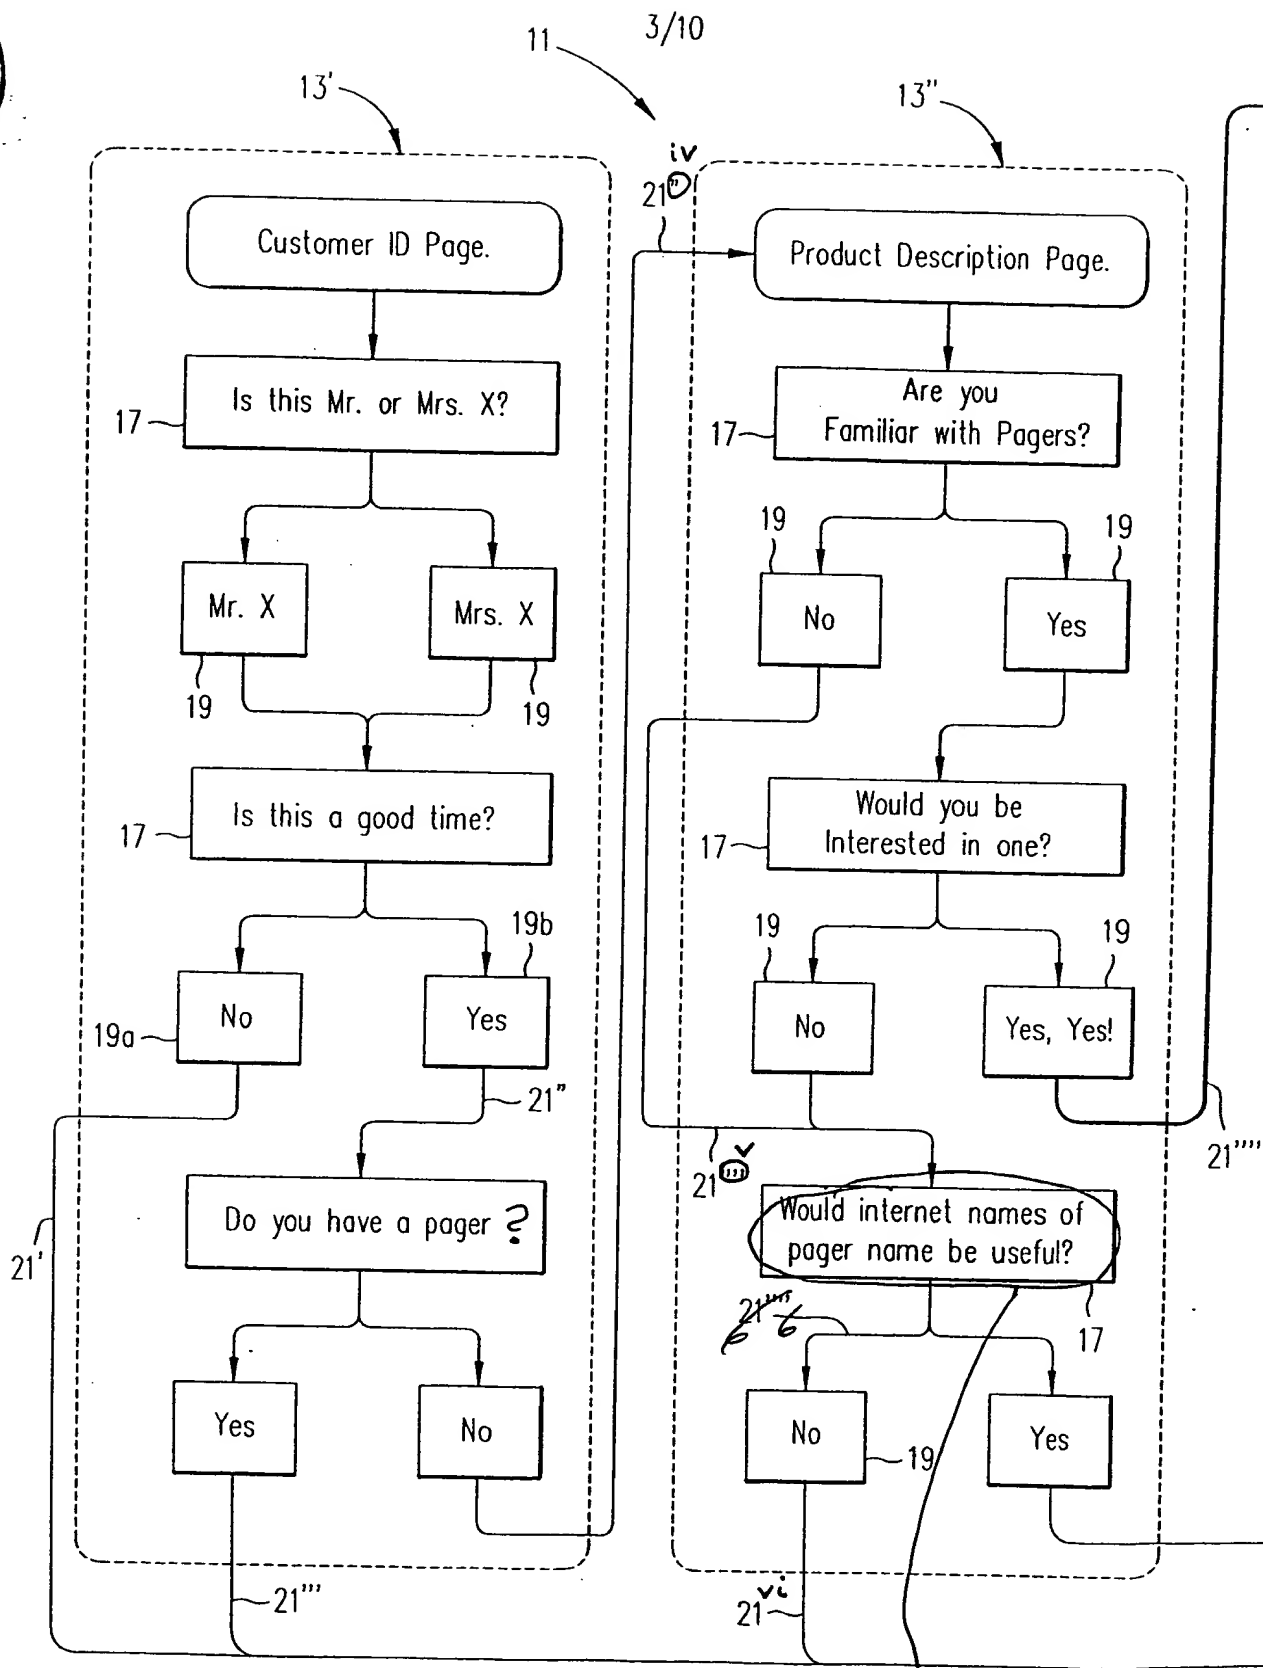 3/10
11
13'
13"
Customer ID Page.
17
Is this Mr. or Mrs. X?
Mr. X
Mrs. X
19
19
17
Is this a good time?
19b
19a
No
Yes
21"
21'
Do you have a pager ?
Yes
No
21'''
iv
21"
Product Description Page.
17
Are you
Familiar with Pagers?
19
19
No
Yes
17
Would you be
Interested in one?
19
19
No
Yes, Yes!
21'''''
v
21'''
Would internet names of
pager name be useful?
17
21''''
6 6
No
19
Yes
vi
21